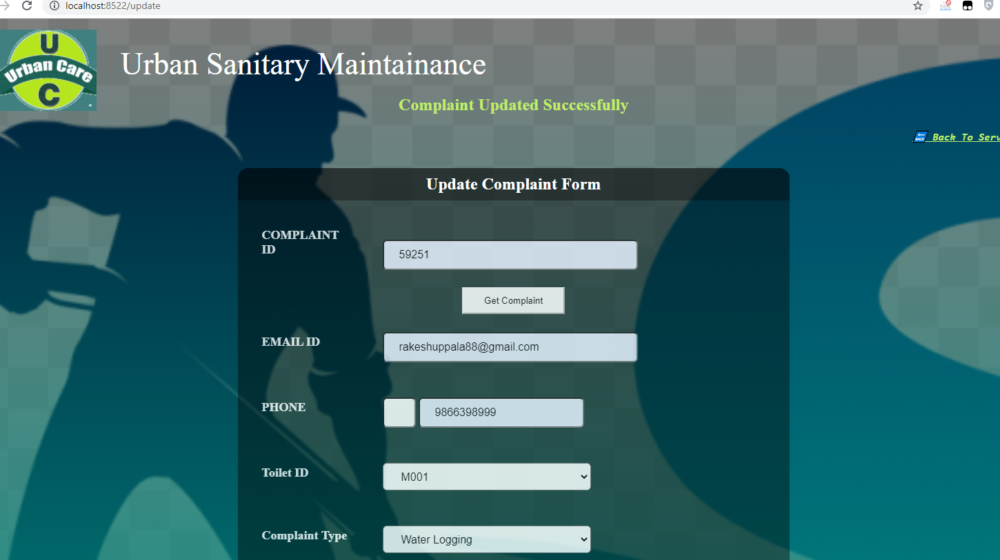 localhost:8522/update
U
Urban Care
C
Urban Sanitary Maintainance
Complaint Updated Successfully
BACK Back To Serv
Update Complaint Form
COMPLAINT
ID
59251
Get Complaint
EMAIL ID
rakeshuppala88@gmail.com
PHONE
9866398999
Toilet ID
M001
Complaint Type
Water Logging